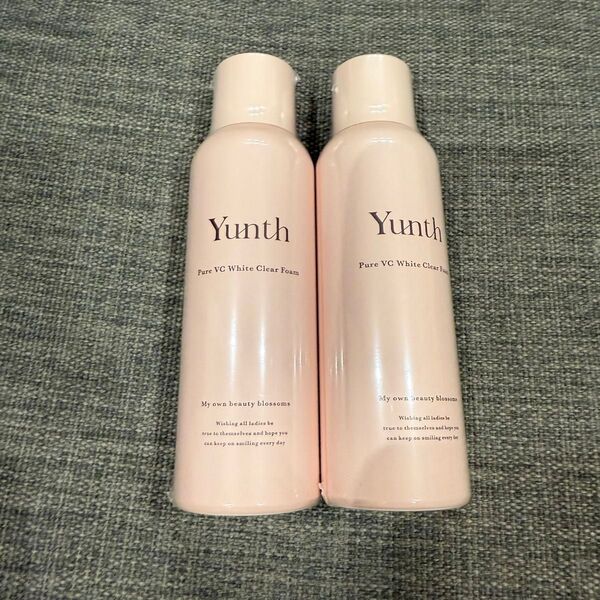 Yunth
Pure VC White Clear Foam
My own beauty blossoms
Wishing all ladies be
true to themselves and hope you
can keep on smiling every day
Yunth
Pure VC White Clear Foam
My own beauty blossoms
Wishing all ladies be
true to themselves and hope you
can keep on smiling every day